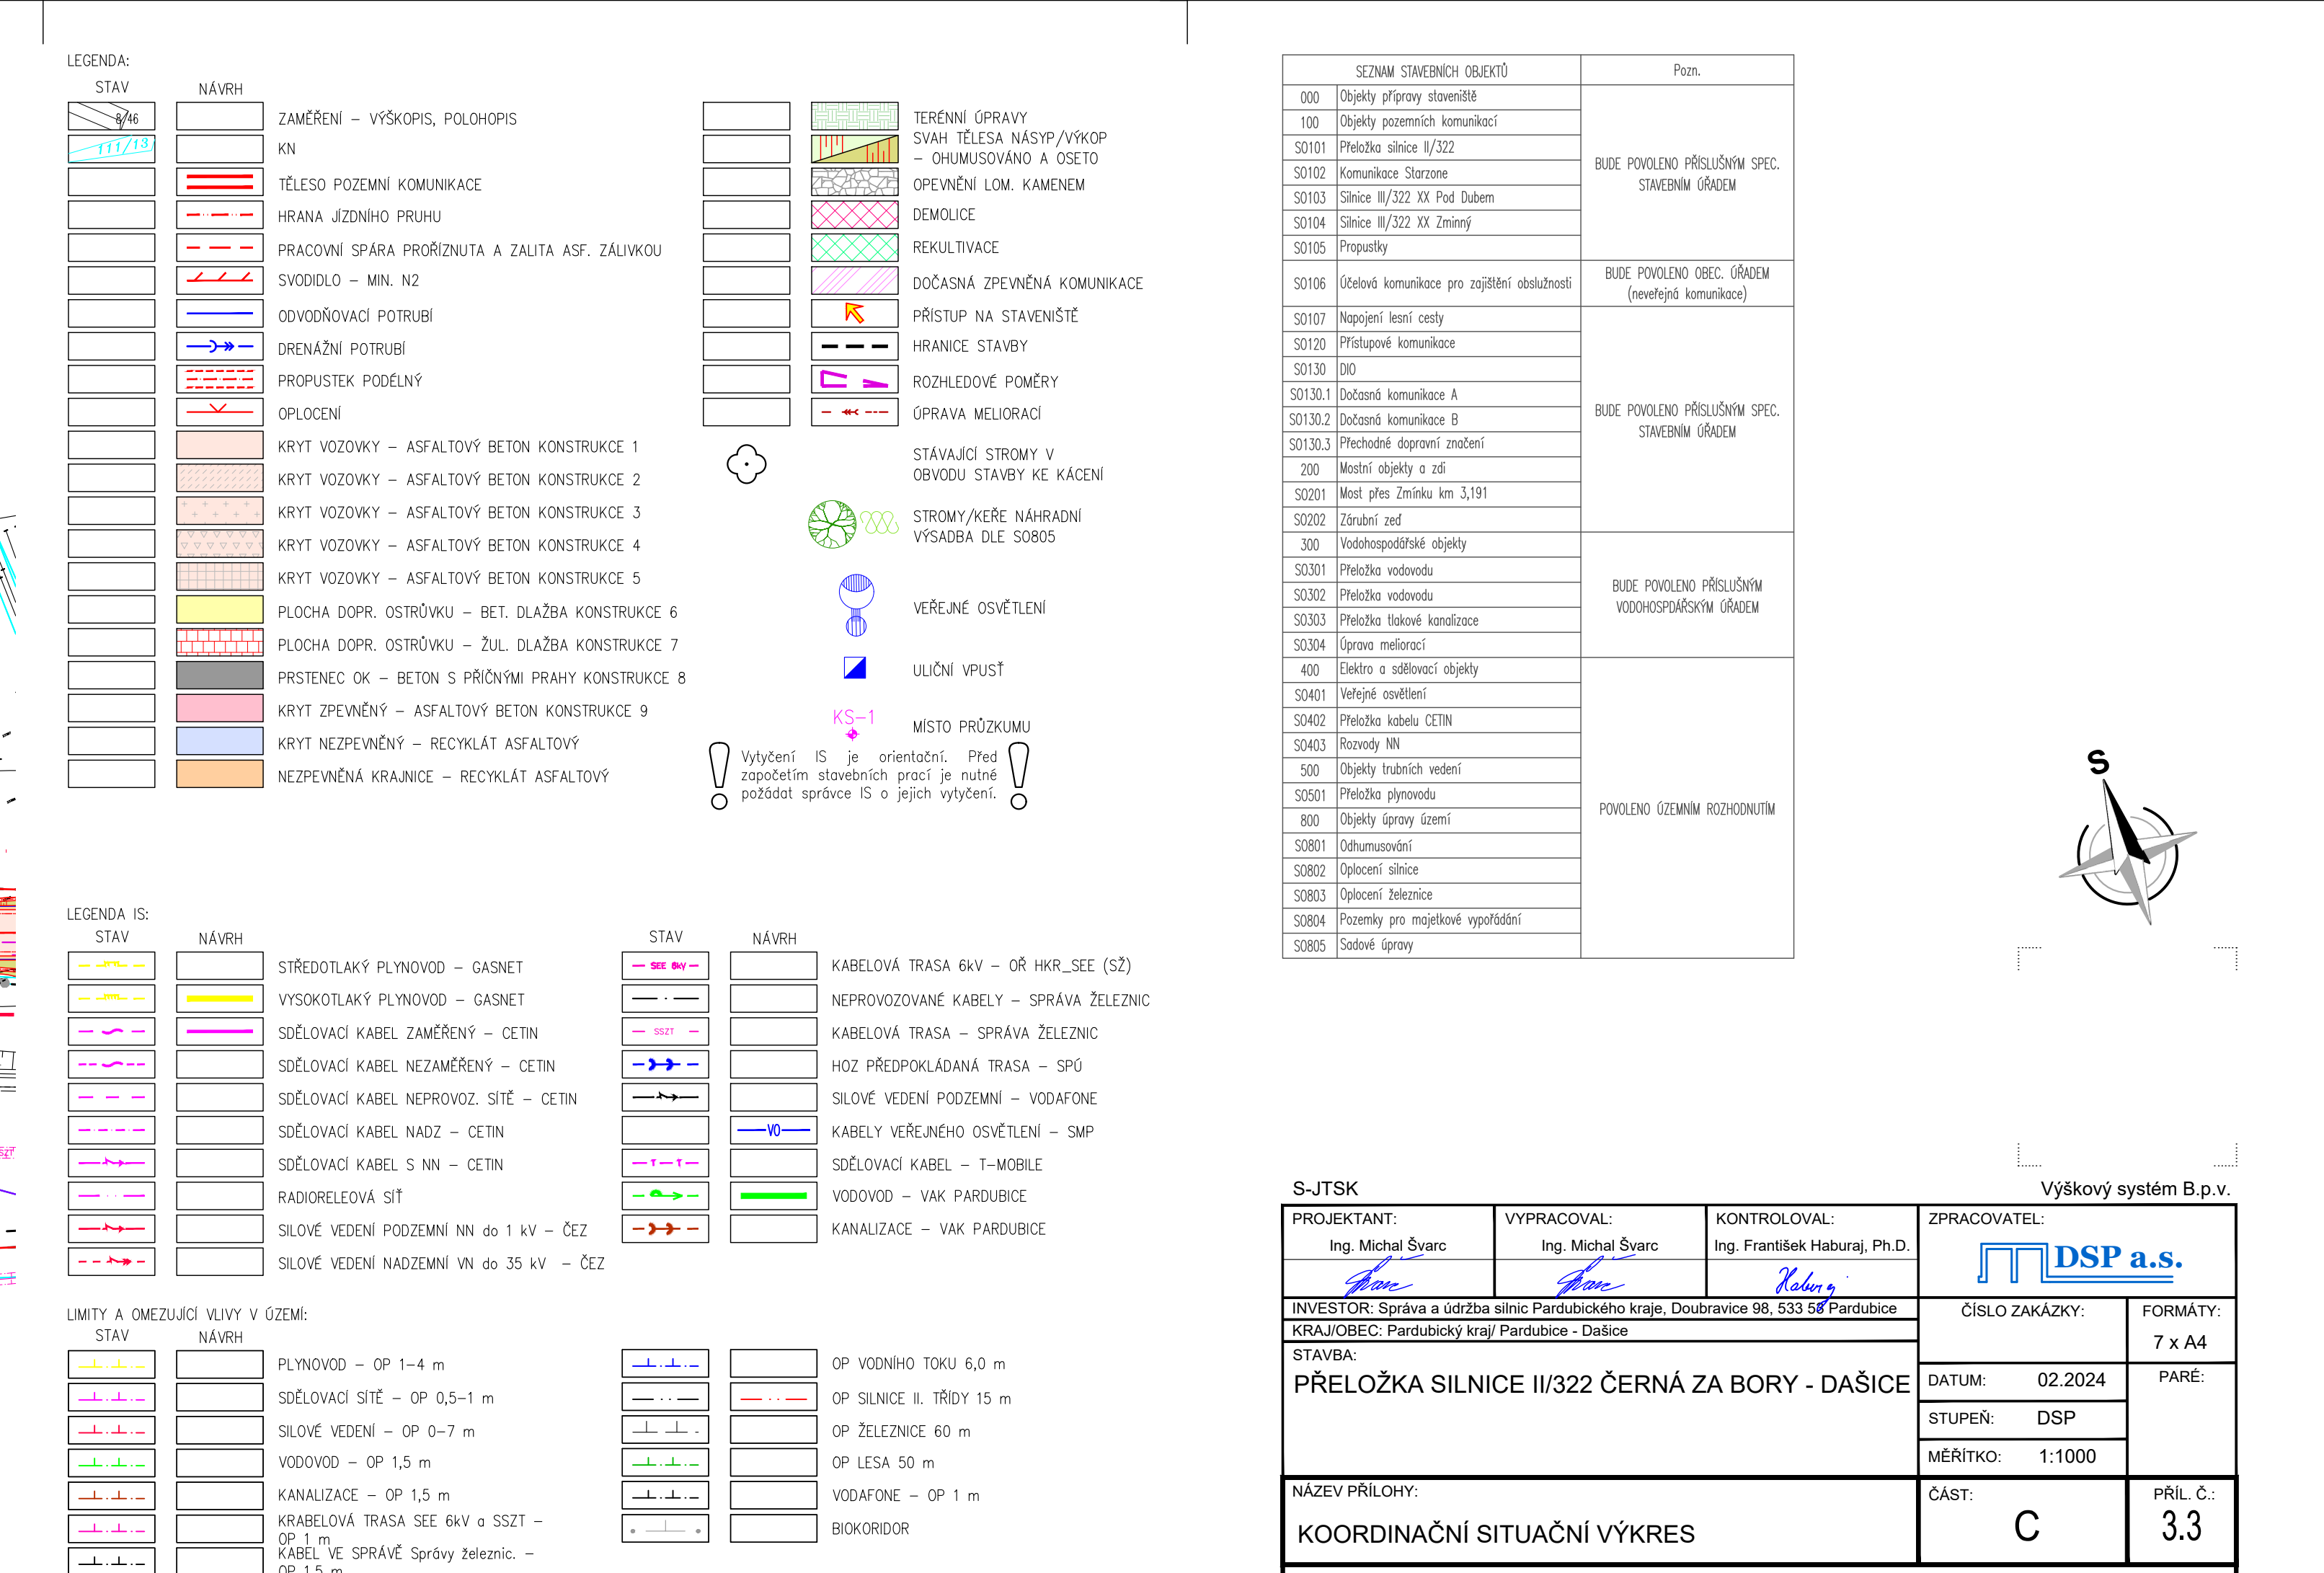 LEGENDA:
STAV NÁVRH
8/46 ZAMĚŘENÍ – VÝŠKOPIS, POLOHOPIS
111/13 KN
TĚLESO POZEMNÍ KOMUNIKACE
HRANA JÍZDNÍHO PRUHU
PRACOVNÍ SPÁRA PROŘÍZNUTA A ZALITA ASF. ZÁLIVKOU
SVODIDLO – MIN. N2
ODVODŇOVACÍ POTRUBÍ
DRENÁŽNÍ POTRUBÍ
PROPUSTEK PODÉLNÝ
OPLOCENÍ
KRYT VOZOVKY – ASFALTOVÝ BETON KONSTRUKCE 1
KRYT VOZOVKY – ASFALTOVÝ BETON KONSTRUKCE 2
KRYT VOZOVKY – ASFALTOVÝ BETON KONSTRUKCE 3
KRYT VOZOVKY – ASFALTOVÝ BETON KONSTRUKCE 4
KRYT VOZOVKY – ASFALTOVÝ BETON KONSTRUKCE 5
PLOCHA DOPR. OSTRŮVKU – BET. DLAŽBA KONSTRUKCE 6
PLOCHA DOPR. OSTRŮVKU – ŽUL. DLAŽBA KONSTRUKCE 7
PRSTENEC OK – BETON S PŘÍČNÝMI PRAHY KONSTRUKCE 8
KRYT ZPEVNĚNÝ – ASFALTOVÝ BETON KONSTRUKCE 9
KRYT NEZPEVNĚNÝ – RECYKLÁT ASFALTOVÝ
NEZPEVNĚNÁ KRAJNICE – RECYKLÁT ASFALTOVÝ
TERÉNNÍ ÚPRAVY
SVAH TĚLESA NÁSYP/VÝKOP
– OHUMUSOVÁNO A OSETO
OPEVNĚNÍ LOM. KAMENEM
DEMOLICE
REKULTIVACE
DOČASNÁ ZPEVNĚNÁ KOMUNIKACE
PŘÍSTUP NA STAVENIŠTĚ
HRANICE STAVBY
ROZHLEDOVÉ POMĚRY
ÚPRAVA MELIORACÍ
STÁVAJÍCÍ STROMY V
OBVODU STAVBY KE KÁCENÍ
STROMY/KEŘE NÁHRADNÍ
VÝSADBA DLE SO805
VEŘEJNÉ OSVĚTLENÍ
ULIČNÍ VPUSŤ
KS-1 MÍSTO PRŮZKUMU
Vytyčení IS je orientační. Před
započetím stavebních prací je nutné
požádat správce IS o jejich vytyčení.
SEZNAM STAVEBNÍCH OBJEKTŮ Pozn.
000 Objekty přípravy staveniště
100 Objekty pozemních komunikací
SO101 Přeložka silnice II/322
SO102 Komunikace Starzone
SO103 Silnice III/322 XX Pod Dubem
SO104 Silnice III/322 XX Zminný
SO105 Propustky
BUDE POVOLENO PŘÍSLUŠNÝM SPEC.
STAVEBNÍM ÚŘADEM
SO106 Účelová komunikace pro zajištění obslužnosti
BUDE POVOLENO OBEC. ÚŘADEM
(neveřejná komunikace)
SO107 Napojení lesní cesty
SO120 Přístupové komunikace
SO130 DIO
SO130.1 Dočasná komunikace A
SO130.2 Dočasná komunikace B
SO130.3 Přechodné dopravní značení
200 Mostní objekty a zdi
SO201 Most přes Zmínku km 3,191
SO202 Zárubní zeď
BUDE POVOLENO PŘÍSLUŠNÝM SPEC.
STAVEBNÍM ÚŘADEM
300 Vodohospodářské objekty
SO301 Přeložka vodovodu
SO302 Přeložka vodovodu
SO303 Přeložka tlakové kanalizace
SO304 Úprava meliorací
BUDE POVOLENO PŘÍSLUŠNÝM
VODOHOSPDÁŘSKÝM ÚŘADEM
400 Elektro a sdělovací objekty
SO401 Veřejné osvětlení
SO402 Přeložka kabelu CETIN
SO403 Rozvody NN
500 Objekty trubních vedení
SO501 Přeložka plynovodu
800 Objekty úpravy území
SO801 Odhumusování
SO802 Oplocení silnice
SO803 Oplocení železnice
SO804 Pozemky pro majetkové vypořádání
SO805 Sadové úpravy
POVOLENO ÚZEMNÍM ROZHODNUTÍM
S
LEGENDA IS:
STAV NÁVRH
STŘEDOTLAKÝ PLYNOVOD – GASNET
VYSOKOTLAKÝ PLYNOVOD – GASNET
SDĚLOVACÍ KABEL ZAMĚŘENÝ – CETIN
SDĚLOVACÍ KABEL NEZAMĚŘENÝ – CETIN
SDĚLOVACÍ KABEL NEPROVOZ. SÍTĚ – CETIN
SDĚLOVACÍ KABEL NADZ – CETIN
SDĚLOVACÍ KABEL S NN – CETIN
RADIORELEOVÁ SÍŤ
SILOVÉ VEDENÍ PODZEMNÍ NN do 1 kV – ČEZ
SILOVÉ VEDENÍ NADZEMNÍ VN do 35 kV – ČEZ
STAV NÁVRH
SEE 6kV KABELOVÁ TRASA 6kV – OŘ HKR_SEE (SŽ)
NEPROVOZOVANÉ KABELY – SPRÁVA ŽELEZNIC
SSZT KABELOVÁ TRASA – SPRÁVA ŽELEZNIC
HOZ PŘEDPOKLÁDANÁ TRASA – SPÚ
SILOVÉ VEDENÍ PODZEMNÍ – VODAFONE
VO KABELY VEŘEJNÉHO OSVĚTLENÍ – SMP
T T SDĚLOVACÍ KABEL – T-MOBILE
VODOVOD – VAK PARDUBICE
KANALIZACE – VAK PARDUBICE
LIMITY A OMEZUJÍCÍ VLIVY V ÚZEMÍ:
STAV NÁVRH
PLYNOVOD – OP 1–4 m
SDĚLOVACÍ SÍTĚ – OP 0,5–1 m
SILOVÉ VEDENÍ – OP 0–7 m
VODOVOD – OP 1,5 m
KANALIZACE – OP 1,5 m
KRABELOVÁ TRASA SEE 6kV a SSZT –
OP 1 m
KABEL VE SPRÁVĚ Správy železnic. –
OP 1,5 m
OP VODNÍHO TOKU 6,0 m
OP SILNICE II. TŘÍDY 15 m
OP ŽELEZNICE 60 m
OP LESA 50 m
VODAFONE – OP 1 m
BIOKORIDOR
S-JTSK Výškový systém B.p.v.
PROJEKTANT: VYPRACOVAL: KONTROLOVAL: ZPRACOVATEL:
Ing. Michal Švarc Ing. Michal Švarc Ing. František Haburaj, Ph.D.
DSP a.s.
INVESTOR: Správa a údržba silnic Pardubického kraje, Doubravice 98, 533 53 Pardubice
KRAJ/OBEC: Pardubický kraj/ Pardubice - Dašice
ČÍSLO ZAKÁZKY: FORMÁTY:
7 x A4
STAVBA:
PŘELOŽKA SILNICE II/322 ČERNÁ ZA BORY - DAŠICE
DATUM: 02.2024 PARÉ:
STUPEŇ: DSP
MĚŘÍTKO: 1:1000
NÁZEV PŘÍLOHY: ČÁST: PŘÍL. Č.:
KOORDINAČNÍ SITUAČNÍ VÝKRES C 3.3